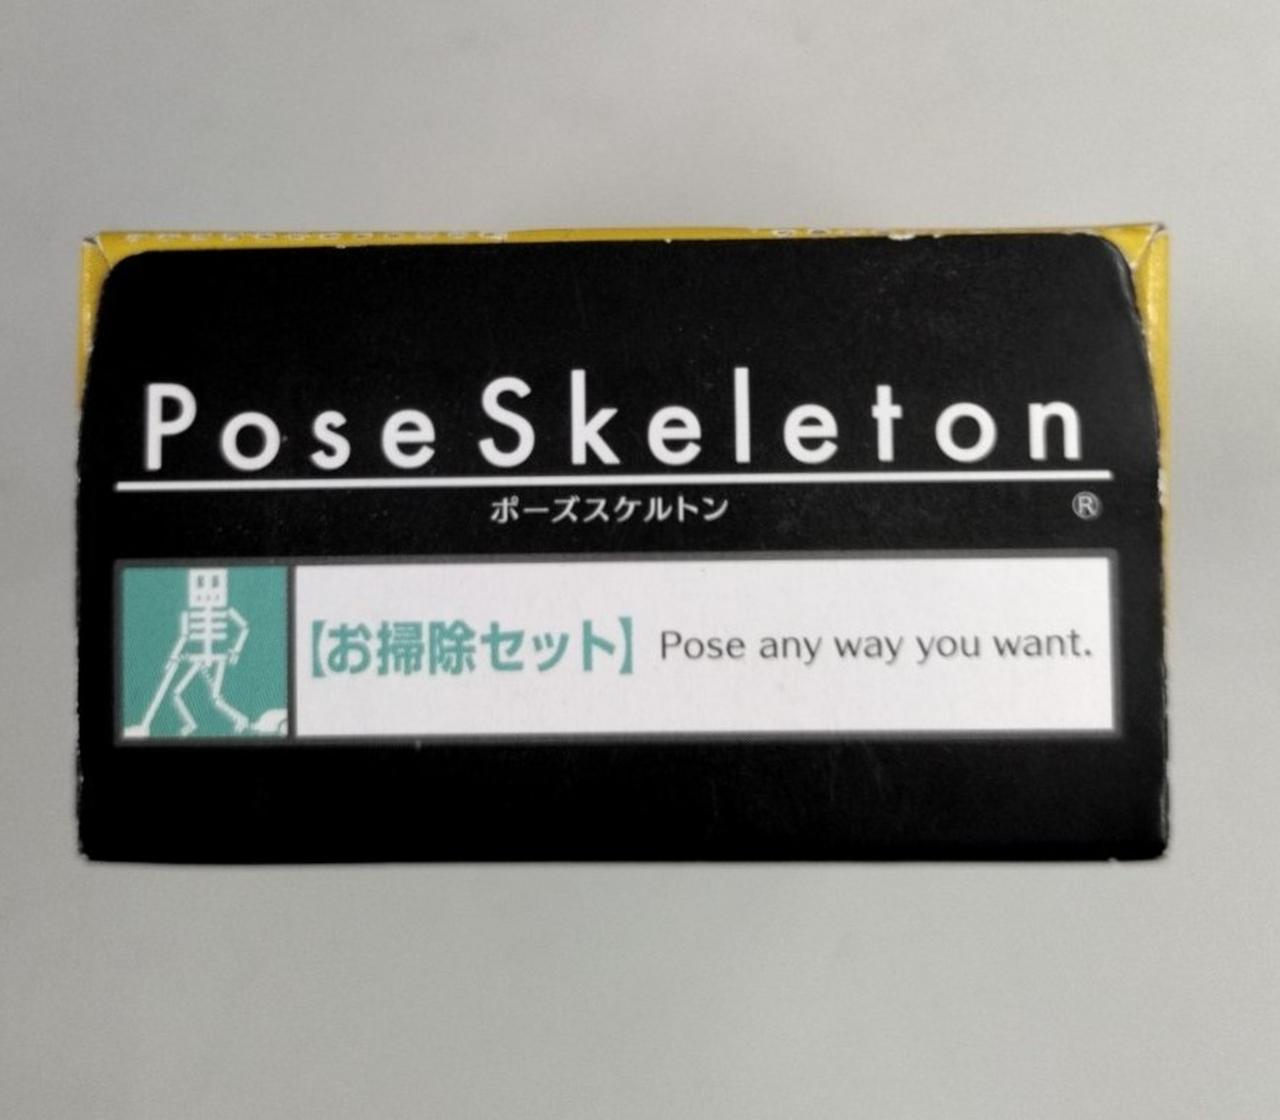 Pose Skeleton
ポーズスケルトン ®
【お掃除セット】 Pose any way you want.